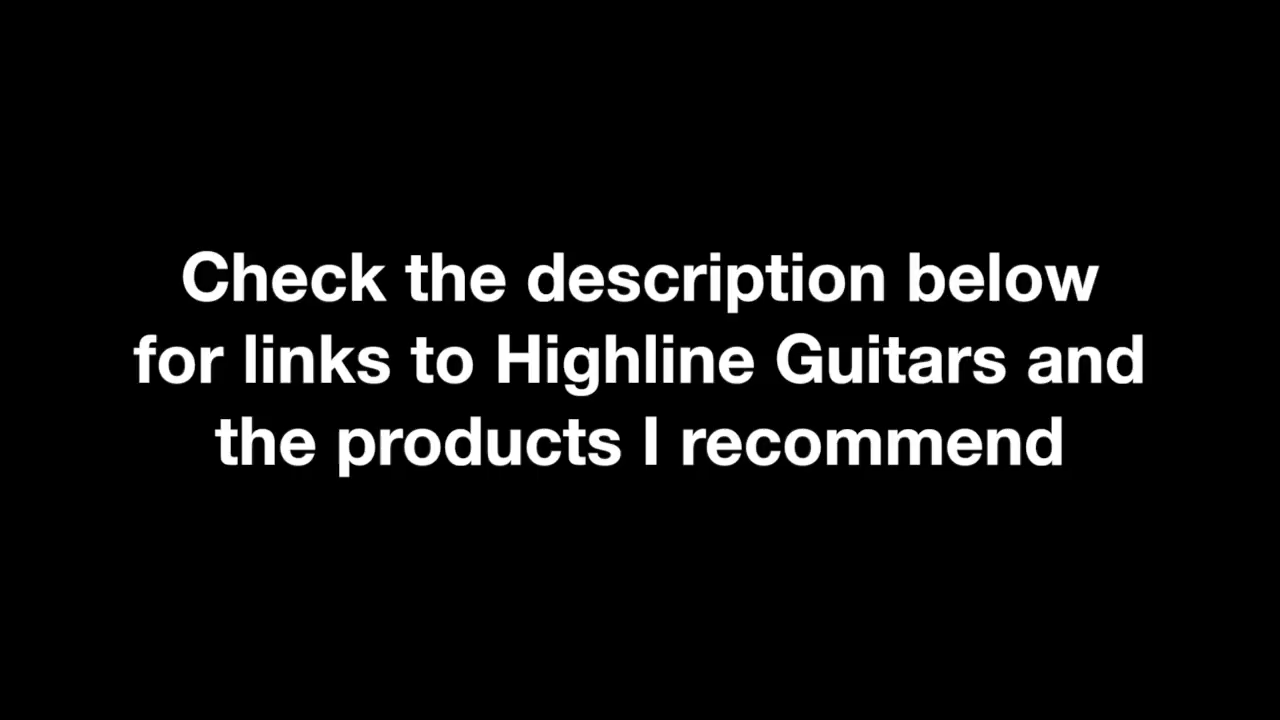 Check the description below
for links to Highline Guitars and
the products I recommend